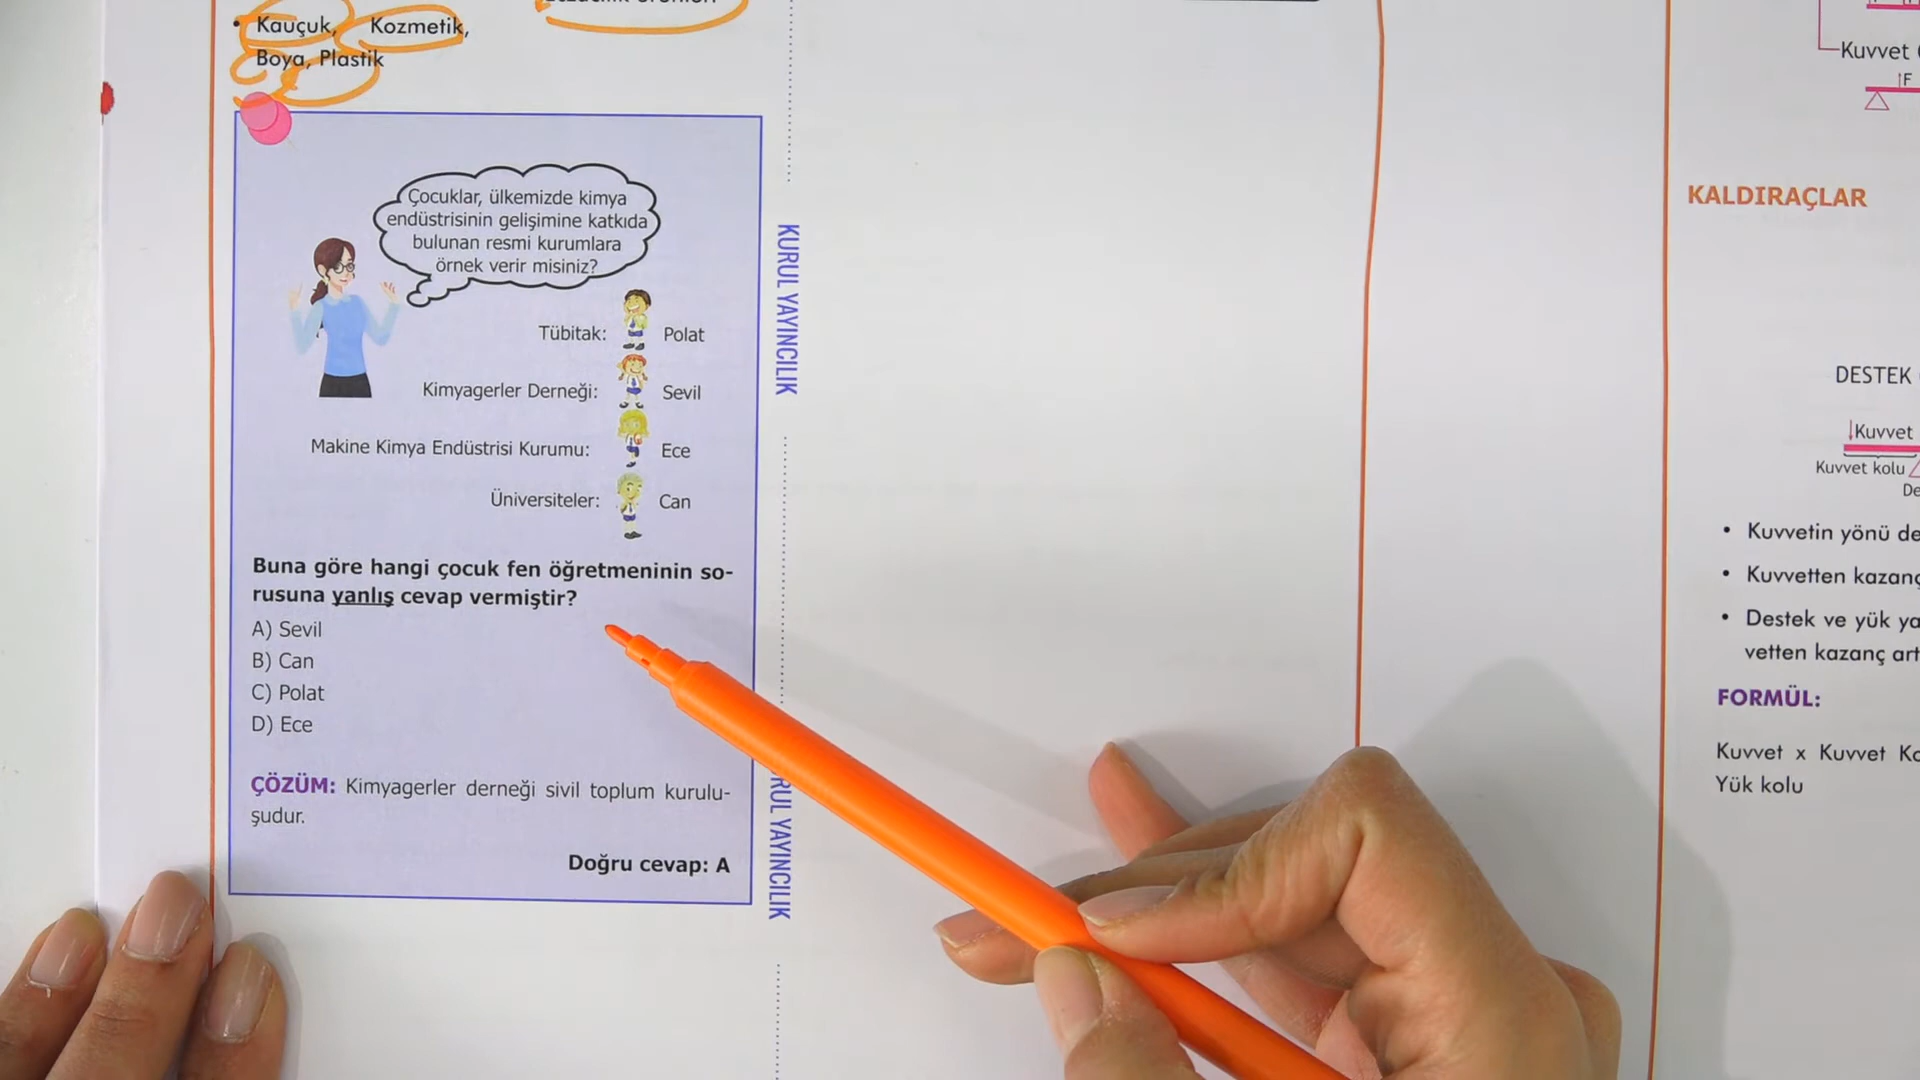 • Kauçuk, Kozmetik,
Boya, Plastik
Çocuklar, ülkemizde kimya
endüstrisinin gelişimine katkıda
bulunan resmi kurumlara
örnek verir misiniz?
Tübitak: Polat
Kimyagerler Derneği: Sevil
Makine Kimya Endüstrisi Kurumu: Ece
Üniversiteler: Can
Buna göre hangi çocuk fen öğretmeninin so-
rusuna yanlış cevap vermiştir?
A) Sevil
B) Can
C) Polat
D) Ece
ÇÖZÜM: Kimyagerler derneği sivil toplum kurulu-
şudur.
Doğru cevap: A
KURUL YAYINCILIK
RUL YAYINCILIK
Kuvvet
F
KALDIRAÇLAR
DESTEK
Kuvvet
Kuvvet kolu
De
• Kuvvetin yönü de
• Kuvvetten kazanç
• Destek ve yük ya
vetten kazanç art
FORMÜL:
Kuvvet x Kuvvet Ko
Yük kolu